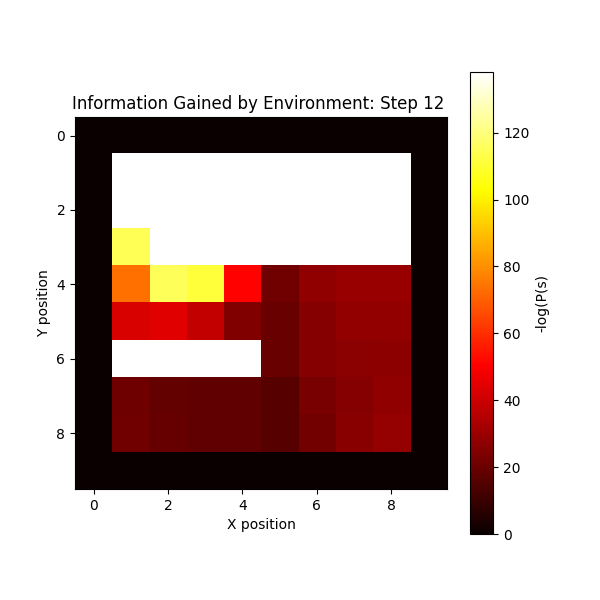 Information Gained by Environment: Step 12
0
2
4
6
8
Y position
0 2 4 6 8
X position
120
100
80
60
40
20
0
-log(P(s)